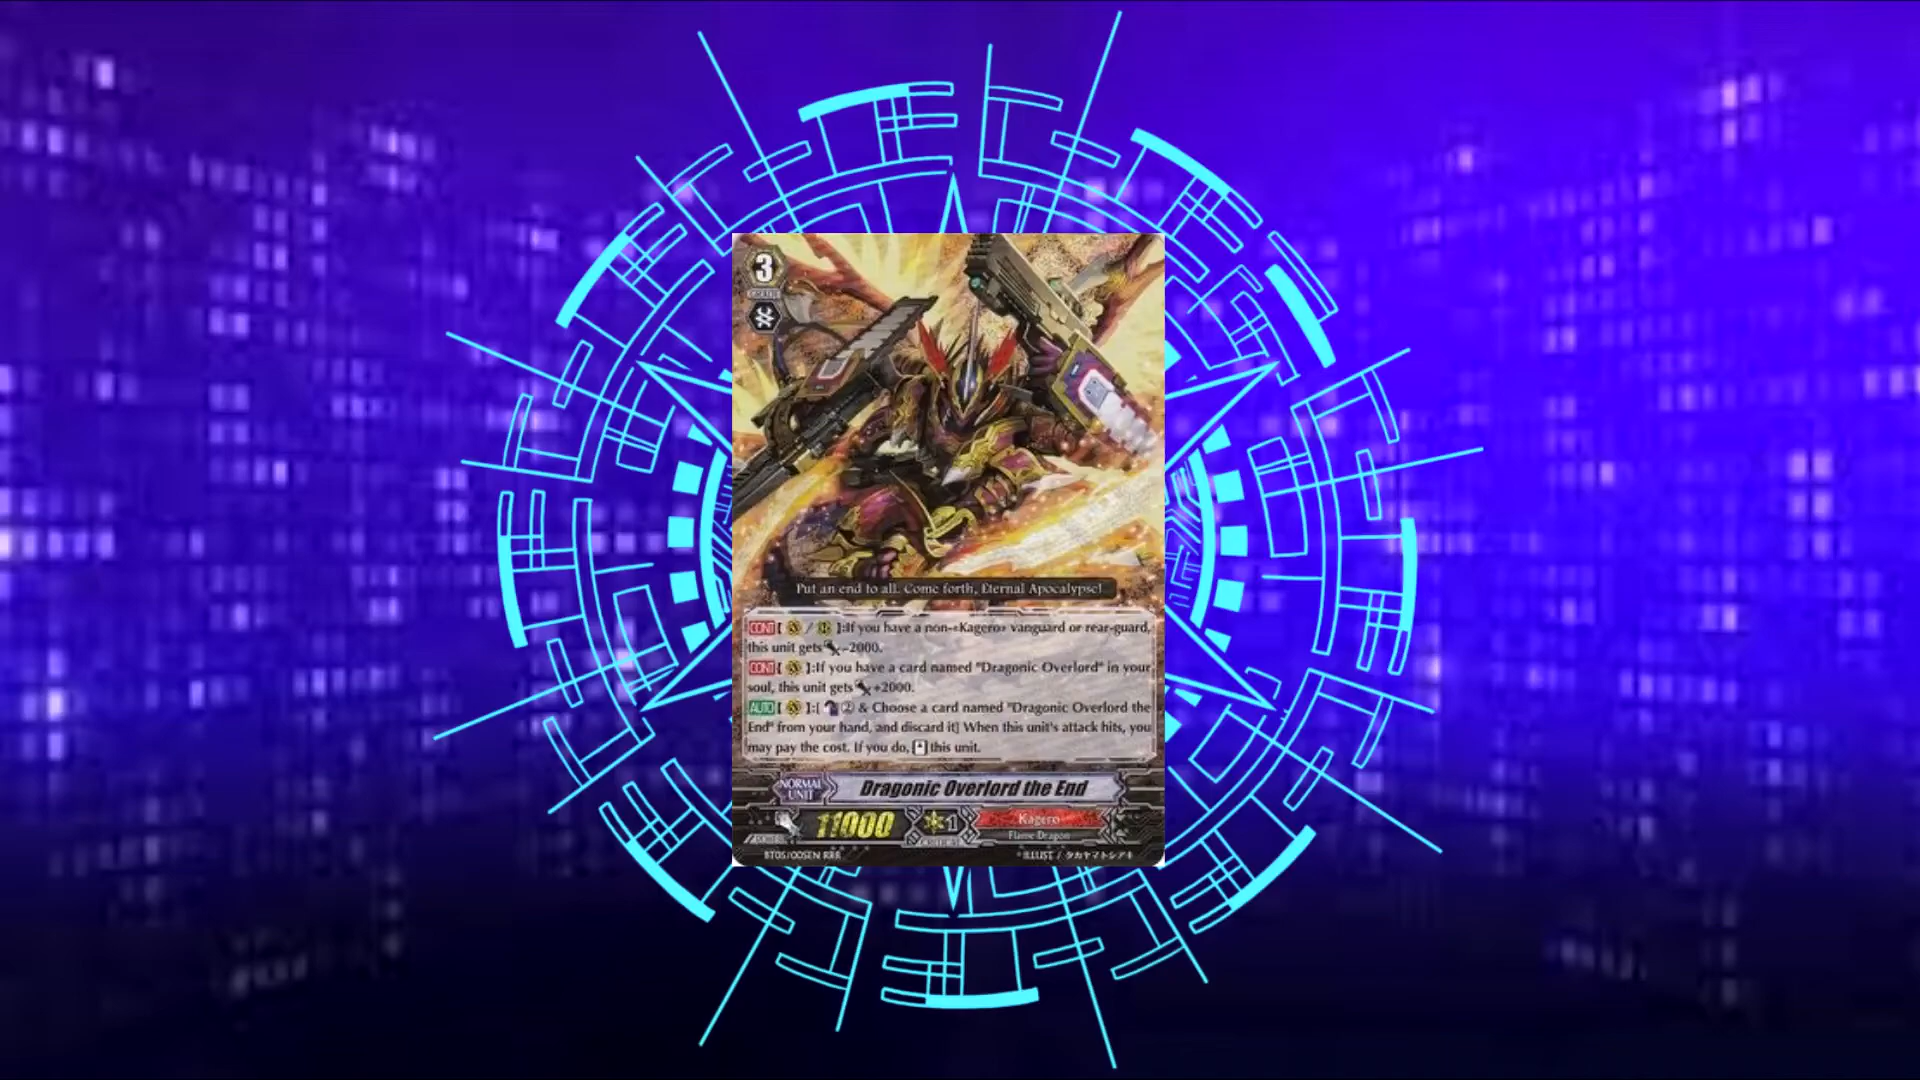 3
GRADE
Put an end to all. Come forth, Eternal Apocalypse!
CONT [ / ]:If you have a non-«Kagero» vanguard or rear-guard,
this unit gets -2000.
CONT [ ]:If you have a card named "Dragonic Overlord" in your
soul, this unit gets +2000.
AUTO [ ]:[ ② & Choose a card named "Dragonic Overlord the
End" from your hand, and discard it] When this unit's attack hits, you
may pay the cost. If you do, this unit.
NORMAL
UNIT
Dragonic Overlord the End
POWER
11000
1
CRITICAL
Kagero
Flame Dragon
BT05/005EN RRR
ILLUST / タカヤマトシアキ